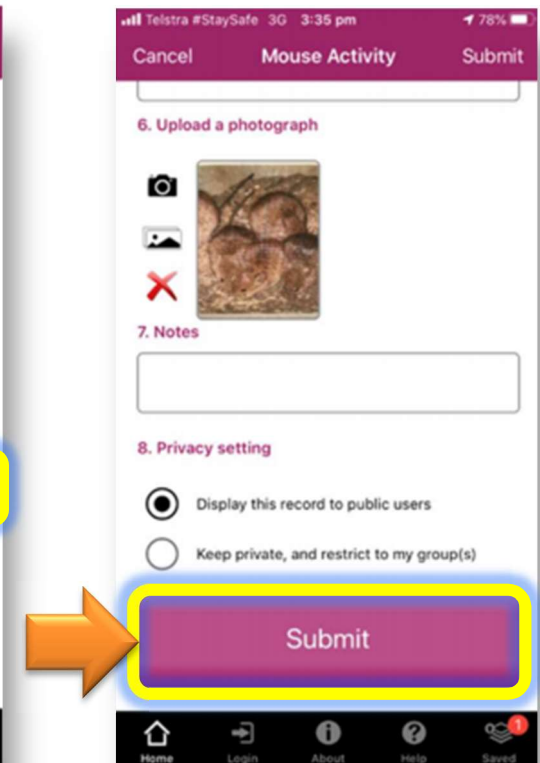 Telstra #StaySafe 3G 3:35 pm 78%
Cancel Mouse Activity Submit
6. Upload a photograph
7. Notes
8. Privacy setting
Display this record to public users
Keep private, and restrict to my group(s)
Submit
1
Home Login About Help Saved